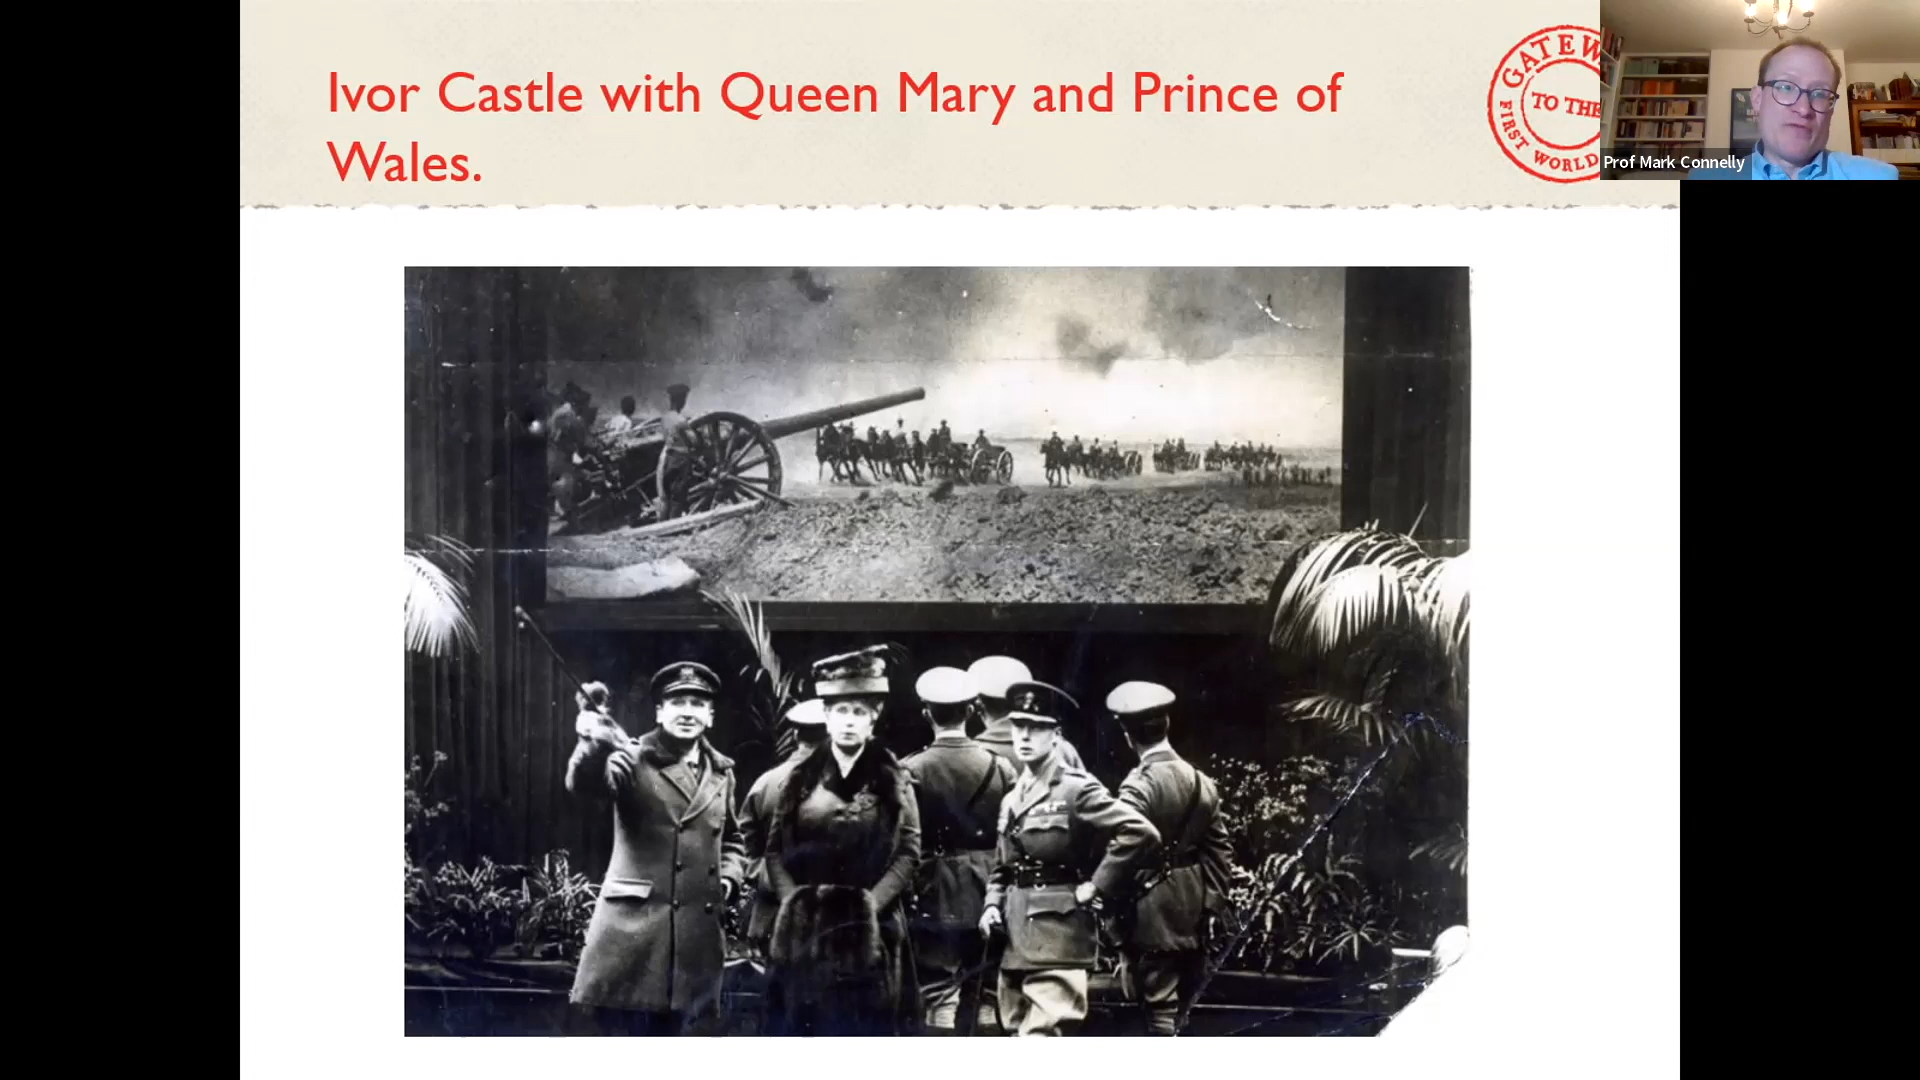 Ivor Castle with Queen Mary and Prince of
Wales.
GATEW
TO THE
FIRST WORLD
Prof Mark Connelly